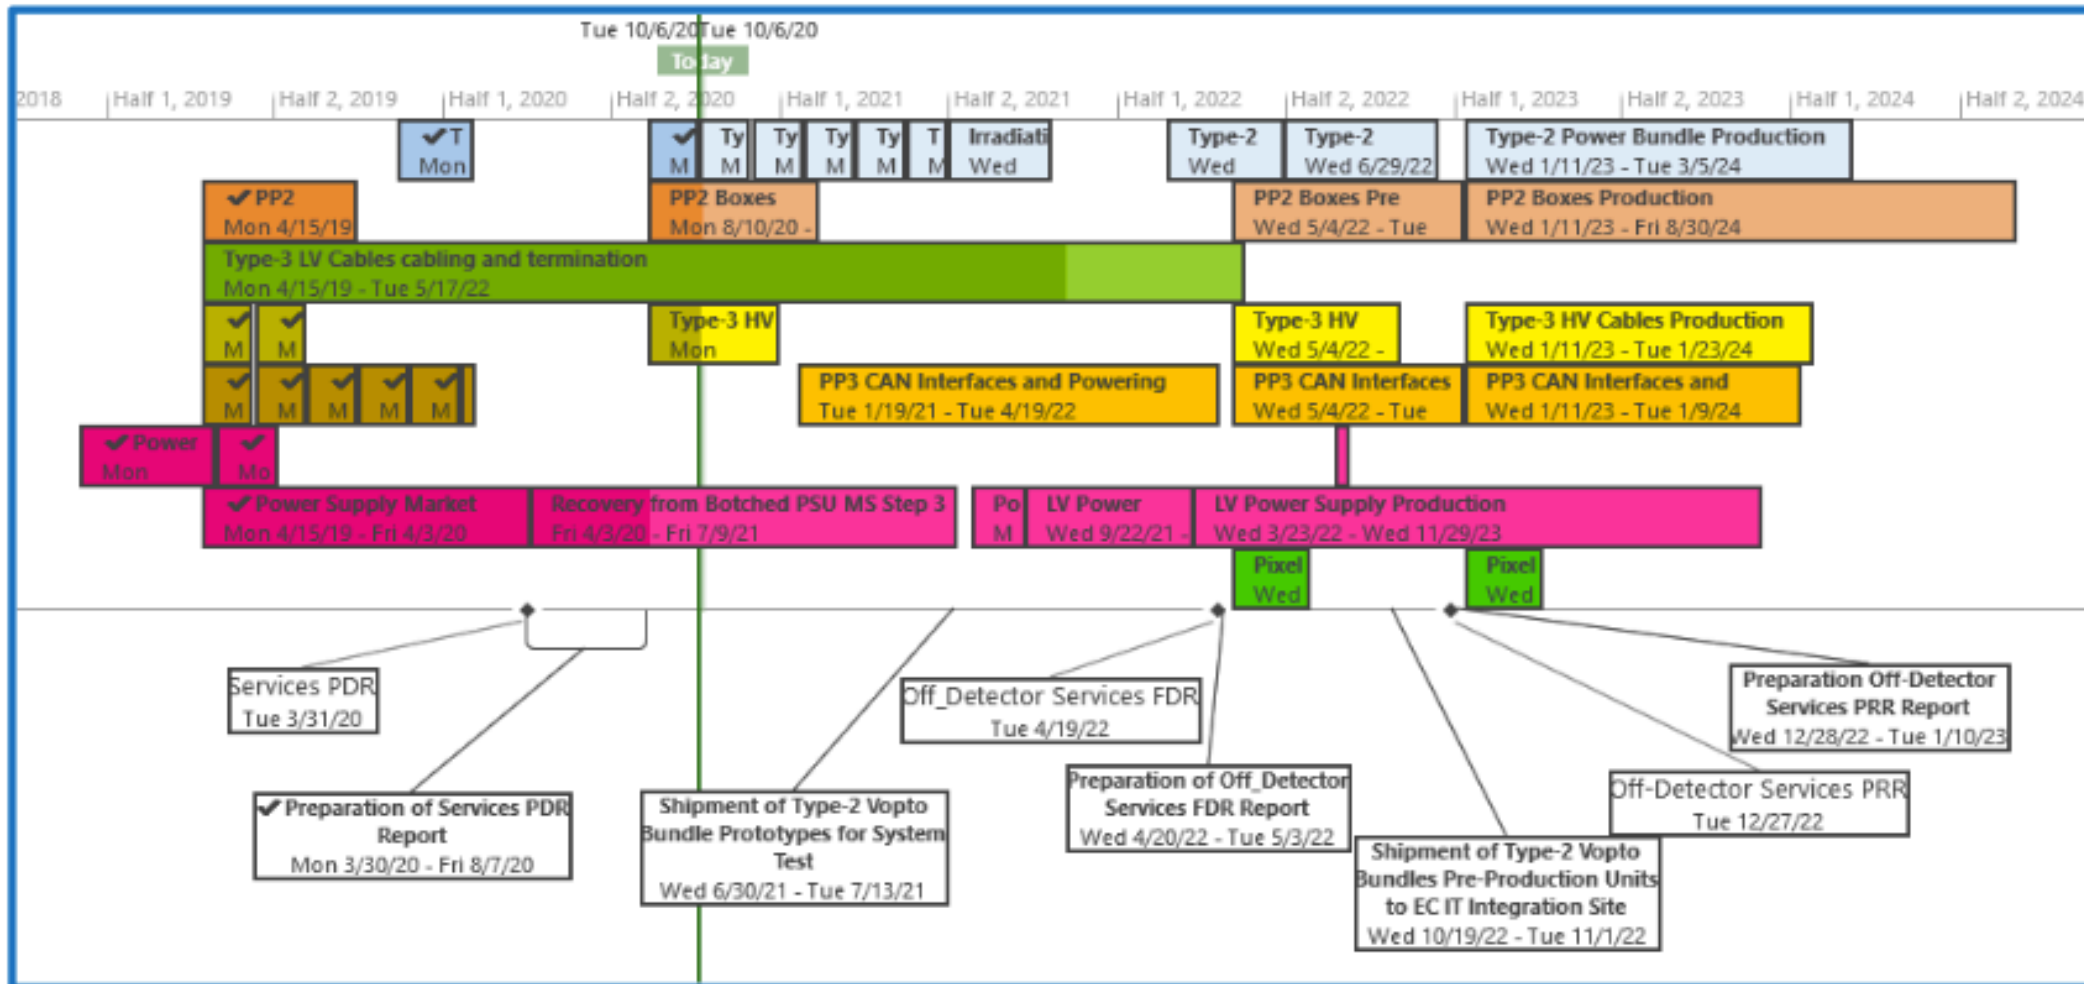 Tue 10/6/20 Tue 10/6/20
Today
2018 Half 1, 2019 Half 2, 2019 Half 1, 2020 Half 2, 2020 Half 1, 2021 Half 2, 2021 Half 1, 2022 Half 2, 2022 Half 1, 2023 Half 2, 2023 Half 1, 2024 Half 2, 2024
✔T ✔ Ty Ty Ty Ty T Irradiati Type-2 Type-2 Type-2 Power Bundle Production
Mon M M M M M M Wed Wed Wed 6/29/22 Wed 1/11/23 - Tue 3/5/24
✔PP2 PP2 Boxes PP2 Boxes Pre PP2 Boxes Production
Mon 4/15/19 Mon 8/10/20 - Wed 5/4/22 - Tue Wed 1/11/23 - Fri 8/30/24
Type-3 LV Cables cabling and termination
Mon 4/15/19 - Tue 5/17/22
✔ ✔ Type-3 HV Type-3 HV Type-3 HV Cables Production
M M Mon Wed 5/4/22 - Wed 1/11/23 - Tue 1/23/24
✔ ✔ ✔ ✔ ✔ PP3 CAN Interfaces and Powering PP3 CAN Interfaces PP3 CAN Interfaces and
M M M M M Tue 1/19/21 - Tue 4/19/22 Wed 5/4/22 - Tue Wed 1/11/23 - Tue 1/9/24
✔Power ✔
Mon Mo
✔Power Supply Market Recovery from Botched PSU MS Step 3 Po LV Power LV Power Supply Production
Mon 4/15/19 - Fri 4/3/20 Fri 4/3/20 - Fri 7/9/21 M Wed 9/22/21 - Wed 3/23/22 - Wed 11/29/23
Pixel Pixel
Wed Wed
Services PDR
Tue 3/31/20
✔Preparation of Services PDR
Report
Mon 3/30/20 - Fri 8/7/20
Shipment of Type-2 Vopto
Bundle Prototypes for System
Test
Wed 6/30/21 - Tue 7/13/21
Off_Detector Services FDR
Tue 4/19/22
Preparation of Off_Detector
Services FDR Report
Wed 4/20/22 - Tue 5/3/22
Shipment of Type-2 Vopto
Bundles Pre-Production Units
to EC IT Integration Site
Wed 10/19/22 - Tue 11/1/22
Preparation Off-Detector
Services PRR Report
Wed 12/28/22 - Tue 1/10/23
Off-Detector Services PRR
Tue 12/27/22